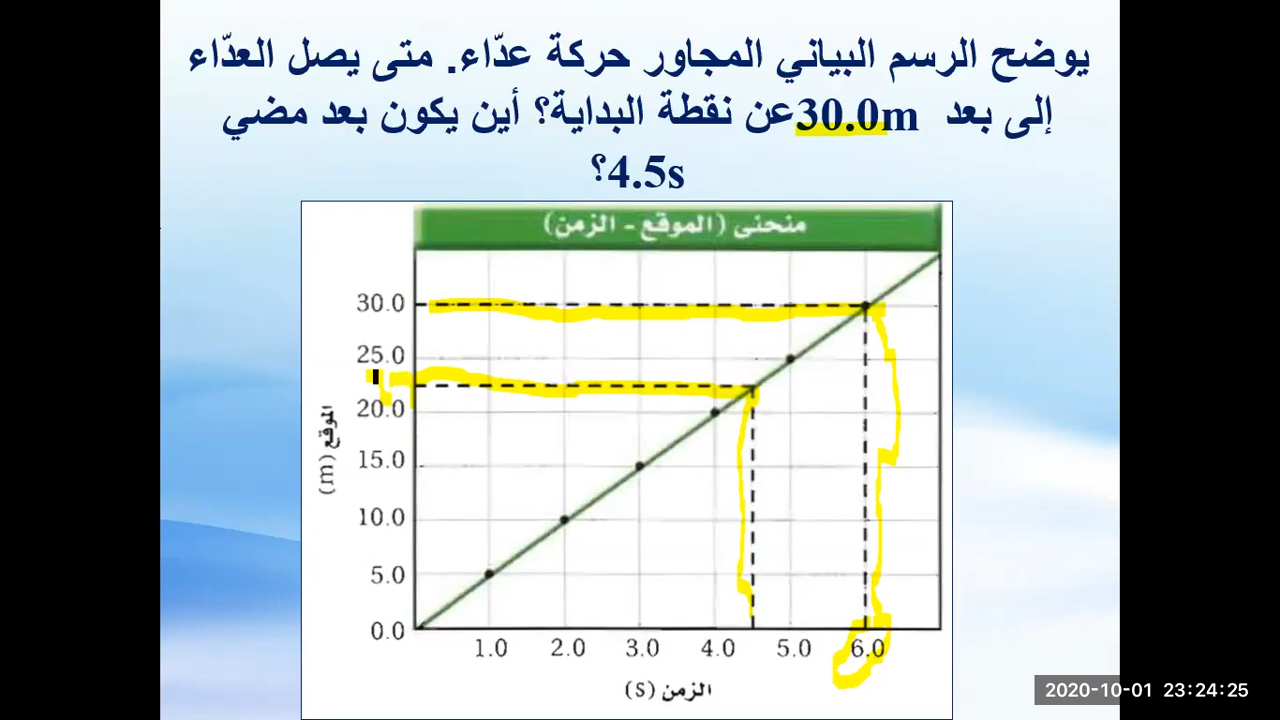 يوضح الرسم البياني المجاور حركة عدّاء. متى يصل العدّاء
إلى بعد 30.0m عن نقطة البداية؟ أين يكون بعد مضي
4.5s؟
منحنى (الموقع - الزمن)
30.0
25.0
20.0
15.0
10.0
5.0
0.0
الموقع (m)
1.0 2.0 3.0 4.0 5.0 6.0
الزمن (S)
2020-10-01 23:24:25